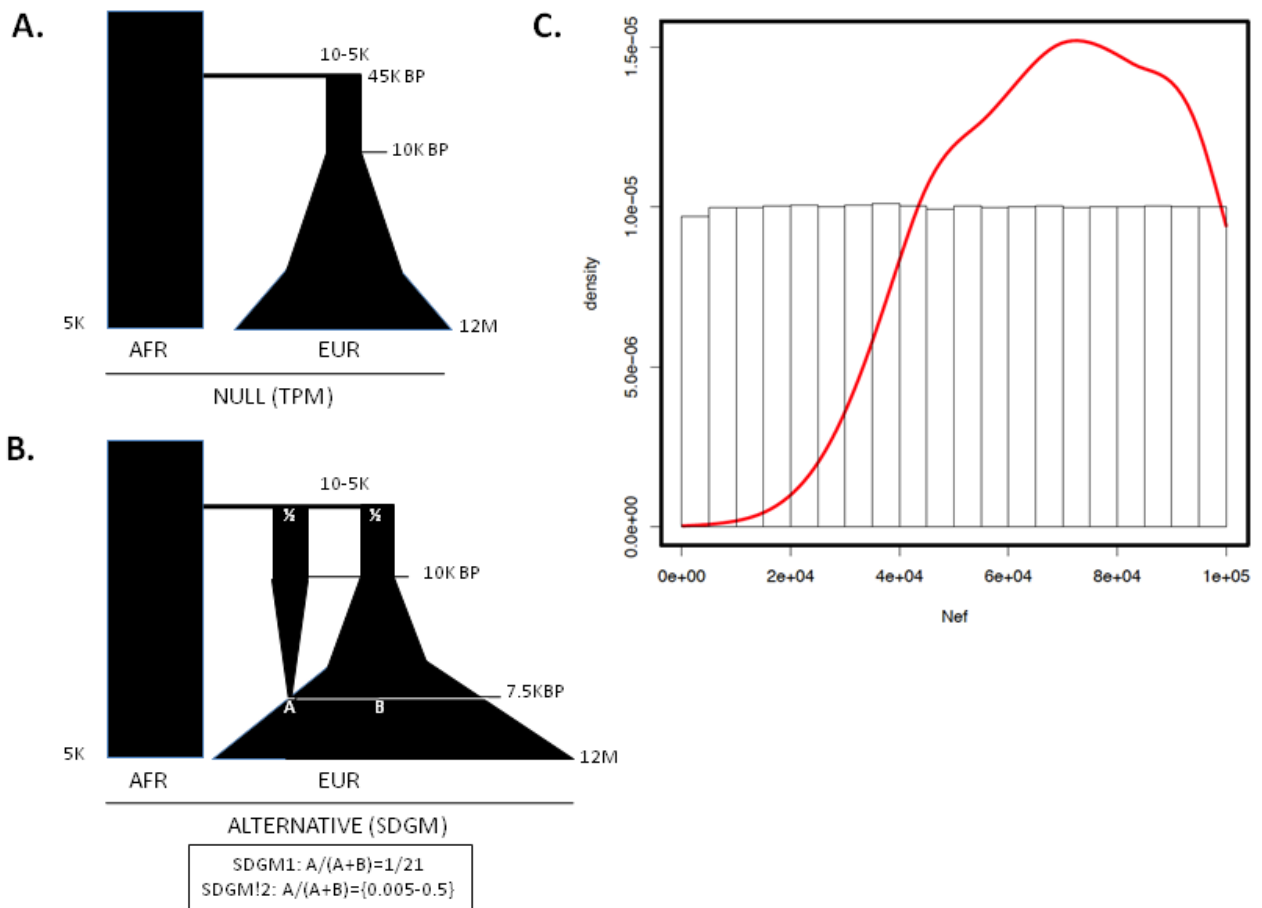 A.
10-5K
45K BP
10K BP
5K
12M
AFR
EUR
NULL (TPM)
B.
10-5K
½
½
10K BP
7.5KBP
A
B
5K
12M
AFR
EUR
ALTERNATIVE (SDGM)
SDGM1: A/(A+B)=1/21
SDGM!2: A/(A+B)={0.005-0.5}
C.
density
1.5e-05
1.0e-05
5.0e-06
0.0e+00
0e+00
2e+04
4e+04
6e+04
8e+04
1e+05
Nef